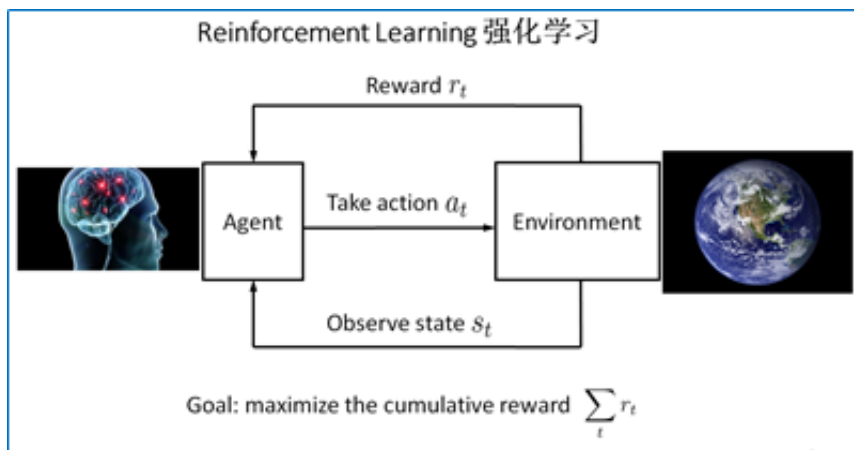 Reinforcement Learning 强化学习
Reward r_t
Agent
Take action a_t
Environment
Observe state s_t
Goal: maximize the cumulative reward ∑_t r_t